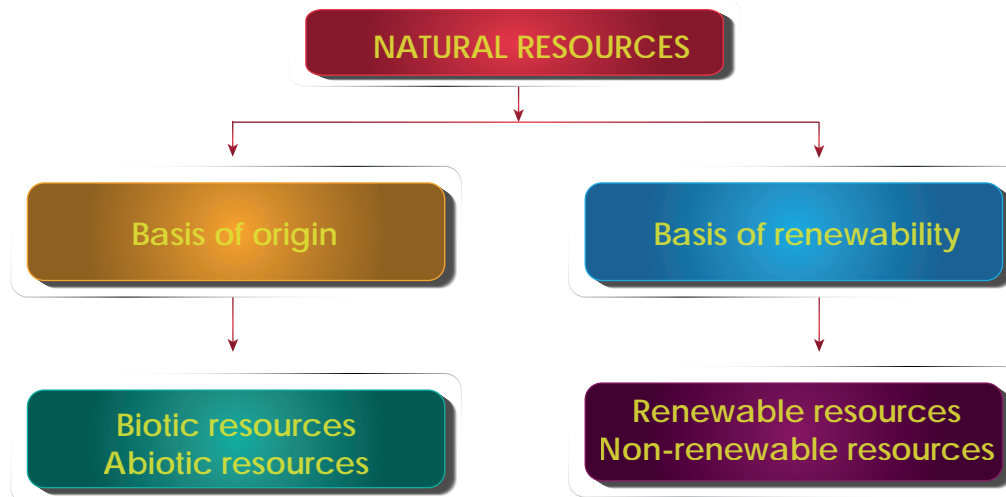 NATURAL RESOURCES
Basis of origin
Basis of renewability
Biotic resources
Abiotic resources
Renewable resources
Non-renewable resources